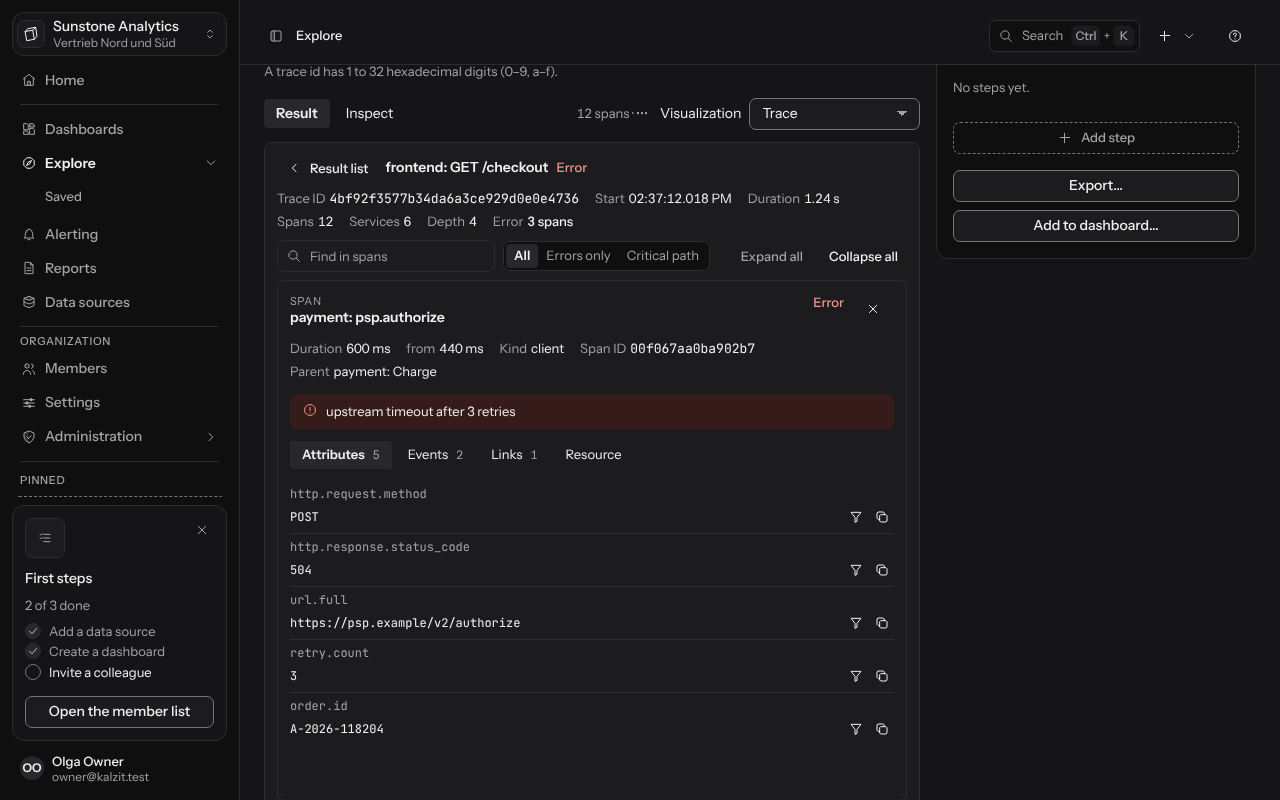 Sunstone Analytics
Vertrieb Nord und Süd
Home
Dashboards
Explore
Saved
Alerting
Reports
Data sources
ORGANIZATION
Members
Settings
Administration
PINNED
First steps
2 of 3 done
Add a data source
Create a dashboard
Invite a colleague
Open the member list
OO
Olga Owner
owner@kalzit.test
Explore
Search Ctrl + K
A trace id has 1 to 32 hexadecimal digits (0–9, a–f).
Result Inspect 12 spans · ··· Visualization Trace
Result list frontend: GET /checkout Error
Trace ID 4bf92f3577b34da6a3ce929d0e0e4736 Start 02:37:12.018 PM Duration 1.24 s
Spans 12 Services 6 Depth 4 Error 3 spans
Find in spans All Errors only Critical path Expand all Collapse all
SPAN
payment: psp.authorize Error
Duration 600 ms from 440 ms Kind client Span ID 00f067aa0ba902b7
Parent payment: Charge
upstream timeout after 3 retries
Attributes 5 Events 2 Links 1 Resource
http.request.method
POST
http.response.status_code
504
url.full
https://psp.example/v2/authorize
retry.count
3
order.id
A-2026-118204
No steps yet.
Add step
Export...
Add to dashboard...